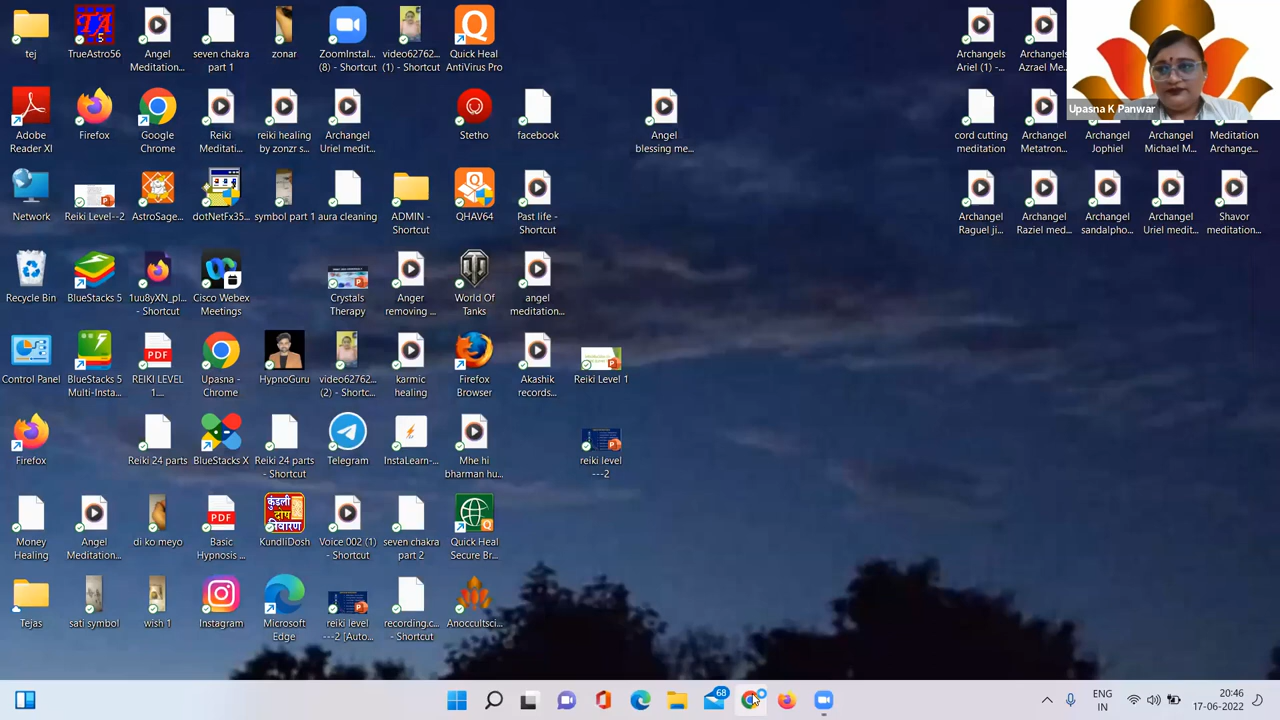 tej
TrueAstro56
Angel
Meditation...
seven chakra
part 1
zonar
ZoomInstal...
(8) - Shortcut
video62762...
(1) - Shortcut
Quick Heal
AntiVirus Pro
Archangels
Ariel (1) -...
Archangels
Azrael Me...
Upasna K Panwar
Adobe
Reader XI
Firefox
Google
Chrome
Reiki
Meditati...
reiki healing
by zonzr s...
Archangel
Uriel medit...
Stetho
facebook
Angel
blessing me...
cord cutting
meditation
Archangel
Metatron...
Archangel
Jophiel
Archangel
Michael M...
Meditation
Archange...
Network
Reiki Level--2
AstroSage...
dotNetFx35...
symbol part 1
aura cleaning
ADMIN -
Shortcut
QHAV64
Past life -
Shortcut
Archangel
Raguel ji...
Archangel
Raziel med...
Archangel
sandalpho...
Archangel
Uriel medit...
Shavor
meditation...
Recycle Bin
BlueStacks 5
1uu8yXN_pl...
- Shortcut
Cisco Webex
Meetings
Crystals
Therapy
Anger
removing ...
World Of
Tanks
angel
meditation...
Control Panel
BlueStacks 5
Multi-Insta...
PDF
REIKI LEVEL
1....
Upasna -
Chrome
HypnoGuru
video62762...
(2) - Shortc...
karmic
healing
Firefox
Browser
Akashik
records...
Reiki Level 1
Firefox
Reiki 24 parts
BlueStacks X
Reiki 24 parts
- Shortcut
Telegram
InstaLearn-...
Mhe hi
bharman hu...
reiki level
---2
Money
Healing
Angel
Meditation...
di ko meyo
PDF
Basic
Hypnosis ...
कुंडली
दोष
निवारण
KundliDosh
Voice 002 (1)
- Shortcut
seven chakra
part 2
Quick Heal
Secure Br...
Tejas
sati symbol
wish 1
Instagram
Microsoft
Edge
reiki level
---2 [Auto...
recording.c...
- Shortcut
Anoccultsci...
68
ENG
IN
20:46
17-06-2022